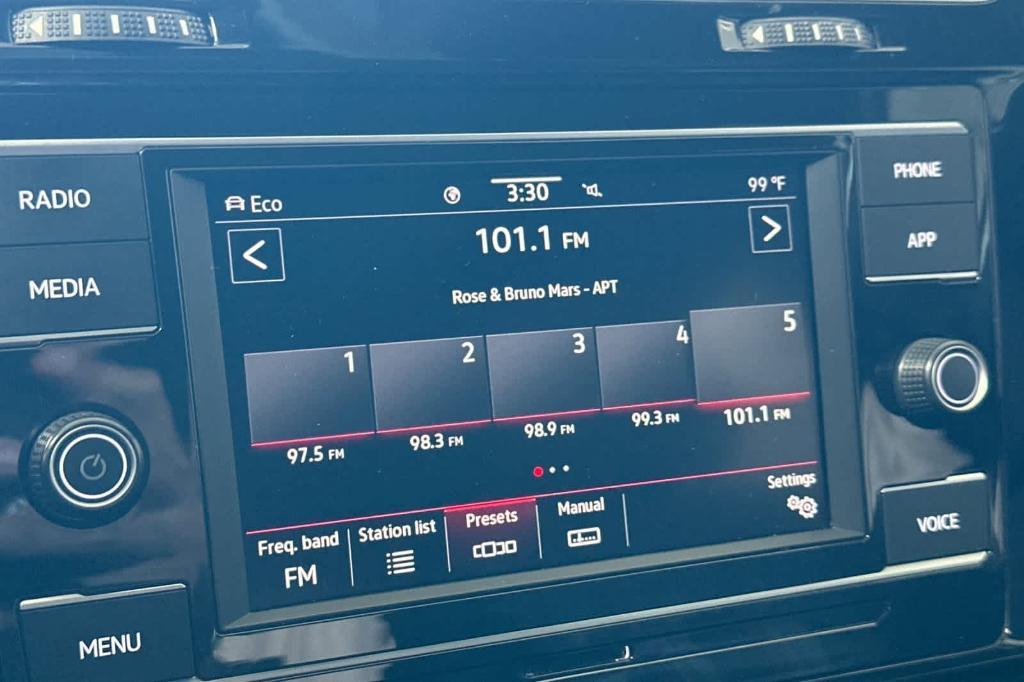 RADIO
MEDIA
MENU
Eco
3:30
99 °F
101.1 FM
Rose & Bruno Mars - APT
1
2
3
4
5
97.5 FM
98.3 FM
98.9 FM
99.3 FM
101.1 FM
Freq. band
FM
Station list
Presets
Manual
Settings
PHONE
APP
VOICE